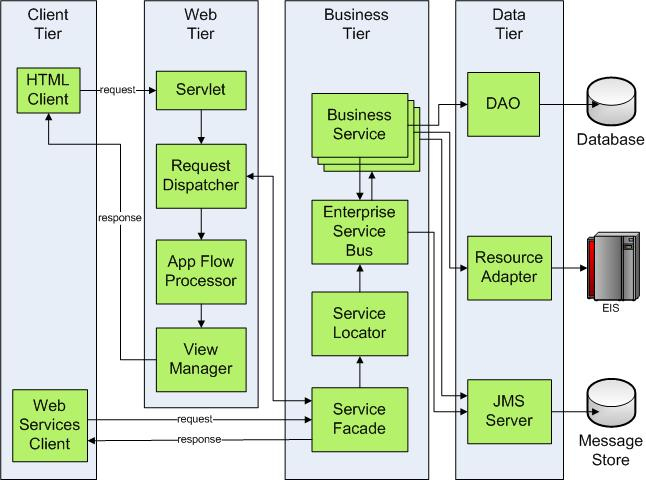 Client
Tier
Web
Tier
Business
Tier
Data
Tier
HTML
Client
request
Servlet
Business
Service
DAO
Database
Request
Dispatcher
response
Enterprise
Service
Bus
App Flow
Processor
Resource
Adapter
EIS
Service
Locator
View
Manager
Web
Services
Client
request
response
Service
Facade
JMS
Server
Message
Store